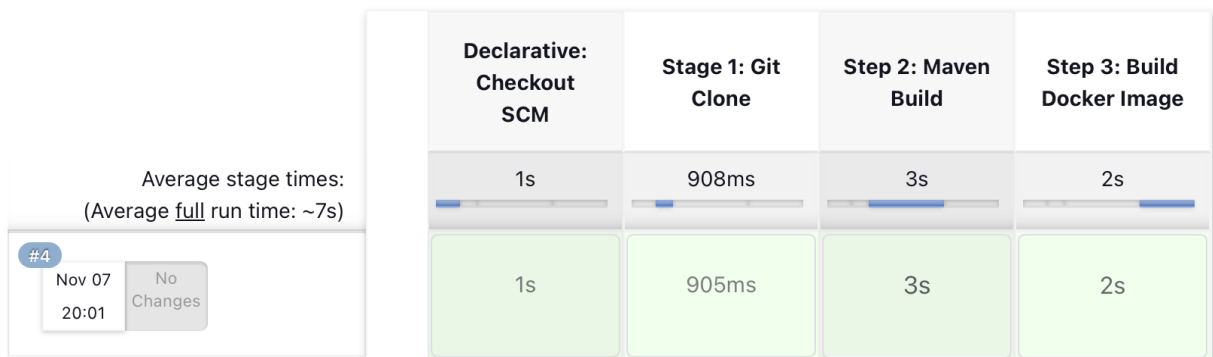 Declarative:
Checkout
SCM
Stage 1: Git
Clone
Step 2: Maven
Build
Step 3: Build
Docker Image
Average stage times:
(Average full run time: ~7s)
1s
908ms
3s
2s
#4
Nov 07
20:01
No
Changes
1s
905ms
3s
2s